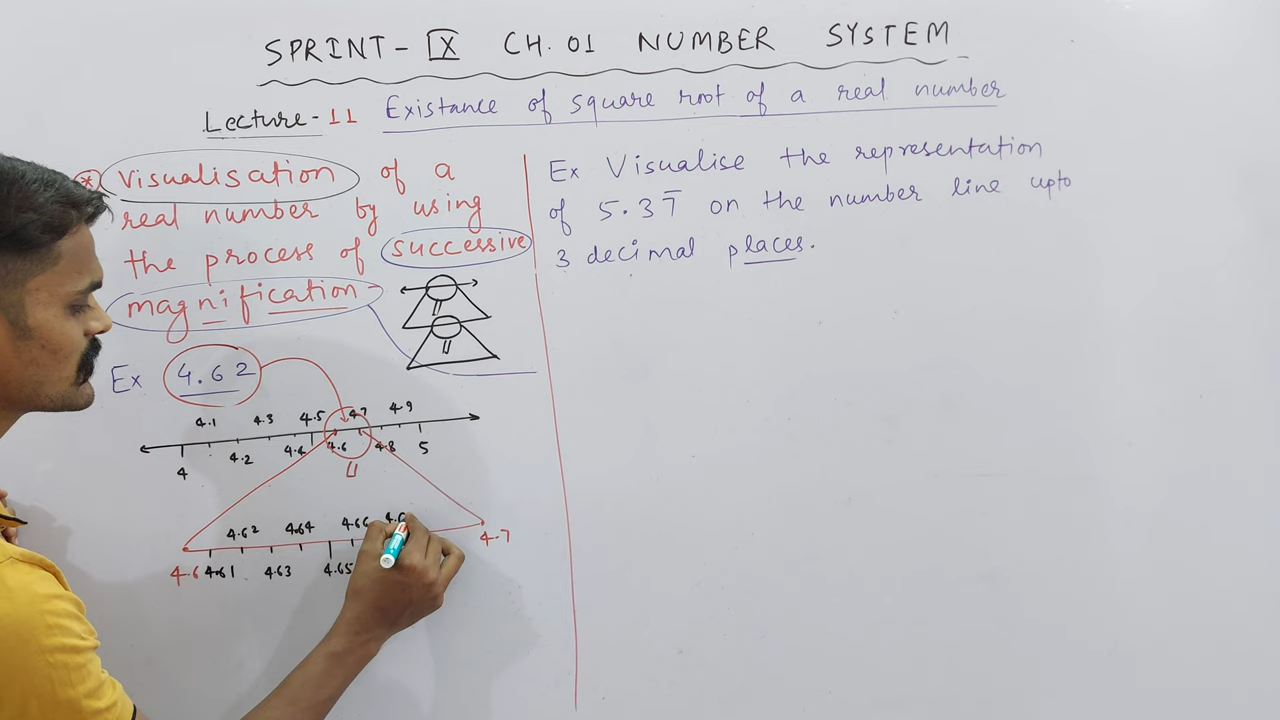 SPRINT-IX CH.01 NUMBER SYSTEM
Lecture-11 Existance of square root of a real number
* Visualisation of a
real number by using
the process of successive
magnification
Ex 4.62
4.1 4.3 4.5 4.7 4.9
4 4.2 4.4 4.6 4.8 5
4.62 4.64 4.66
4.6 4.61 4.63 4.65 4.7
Ex Visualise the representation
of 5.37̅ on the number line upto
3 decimal places.